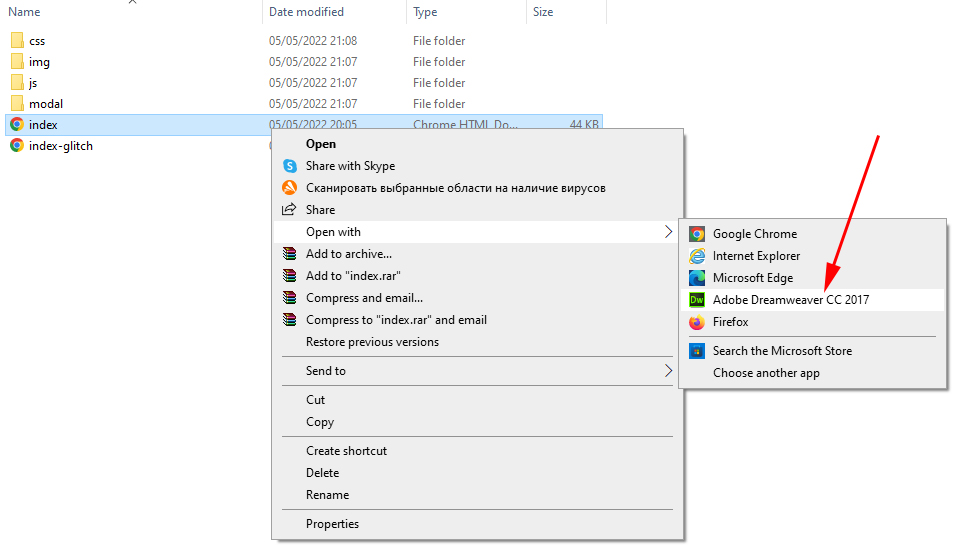 Name Date modified Type Size
css 05/05/2022 21:08 File folder
img 05/05/2022 21:07 File folder
js 05/05/2022 21:07 File folder
modal 05/05/2022 21:07 File folder
index 05/05/2022 20:05 Chrome HTML Do... 44 KB
index-glitch
Open
Share with Skype
Сканировать выбранные области на наличие вирусов
Share
Open with
Add to archive...
Add to "index.rar"
Compress and email...
Compress to "index.rar" and email
Restore previous versions
Send to
Cut
Copy
Create shortcut
Delete
Rename
Properties
Google Chrome
Internet Explorer
Microsoft Edge
Dw Adobe Dreamweaver CC 2017
Firefox
Search the Microsoft Store
Choose another app